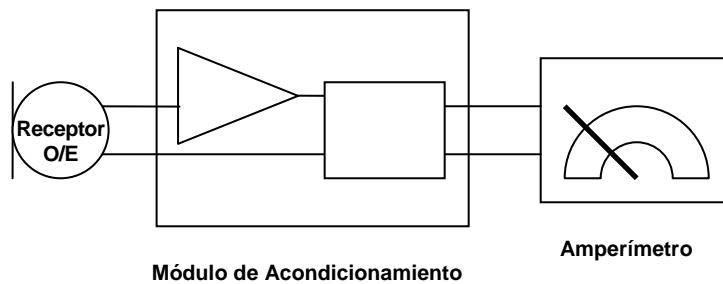 Receptor
O/E
Amperímetro
Módulo de Acondicionamiento